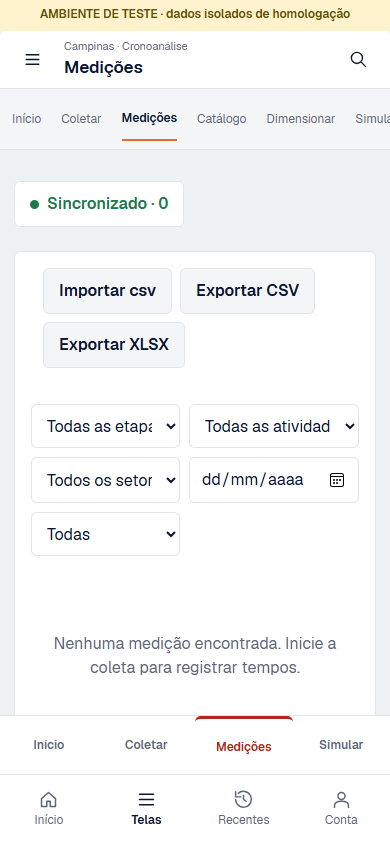 AMBIENTE DE TESTE · dados isolados de homologação
Campinas · Cronoanálise
Medições
Início Coletar Medições Catálogo Dimensionar Simula
Sincronizado · 0
Importar csv Exportar CSV
Exportar XLSX
Todas as etapa Todas as atividad
Todos os setor dd/mm/aaaa
Todas
Nenhuma medição encontrada. Inicie a
coleta para registrar tempos.
Início Coletar Medições Simular
Início Telas Recentes Conta